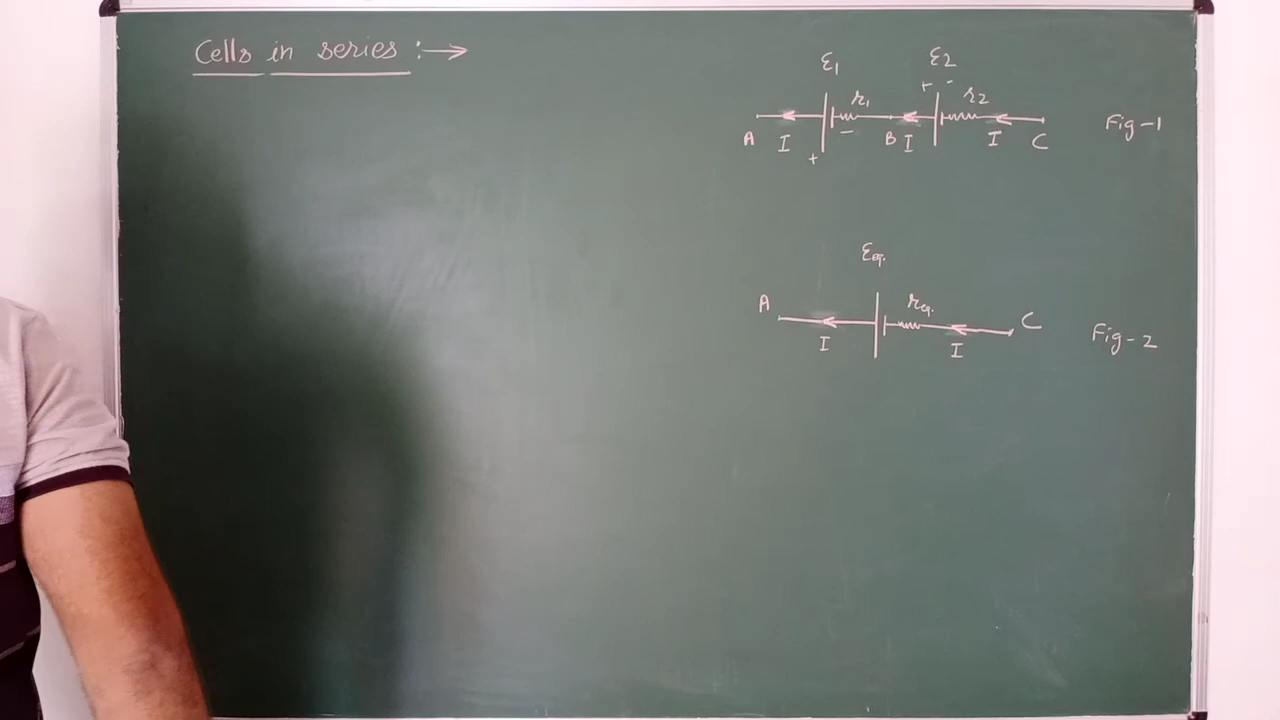 Cells in series :→
ε1 ε2
+ -
r1 r2
A I B I I C Fig-1
+ -
εeq.
A req. C
I I Fig-2